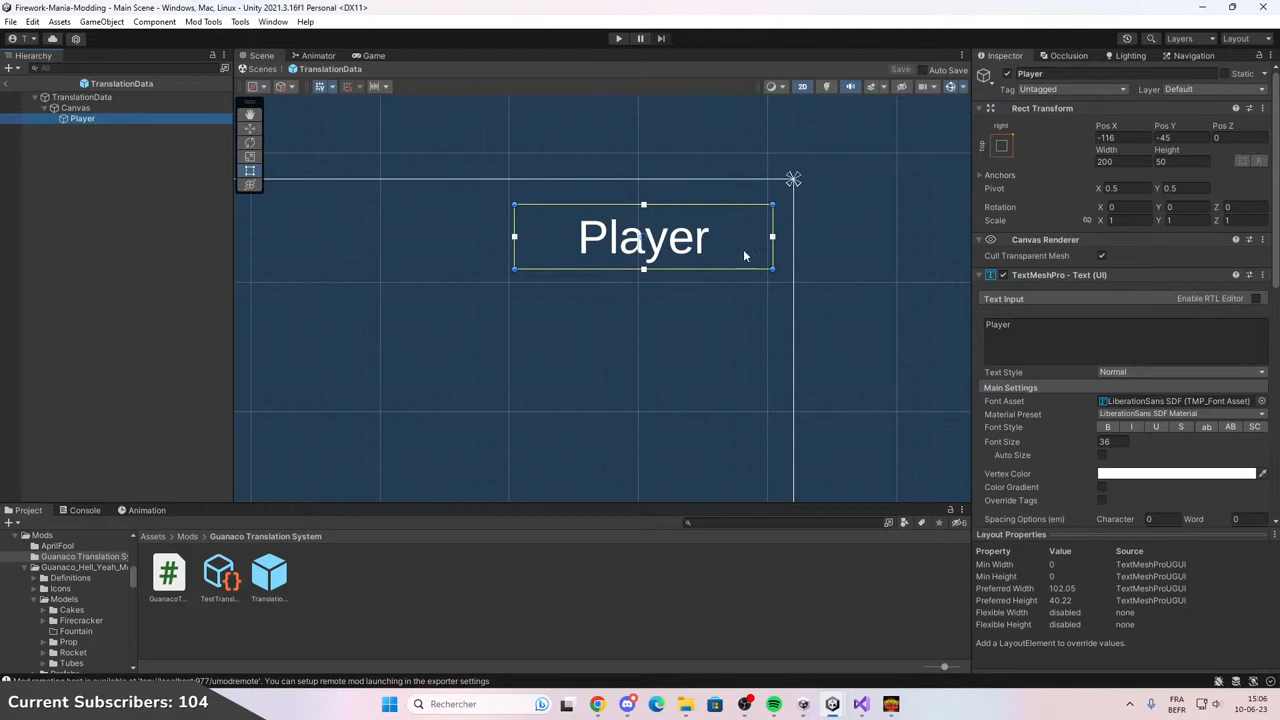 Firework-Mania-Modding - Main Scene - Windows, Mac, Linux - Unity 2021.3.16f1 Personal <DX11>
File Edit Assets GameObject Component Mod Tools Tools Window Help
T Layers Layout
Hierarchy
All
TranslationData
TranslationData
Canvas
Player
Scene Animator Game
Scenes TranslationData Save Auto Save
2D
Player
Inspector Occlusion Lighting Navigation
Player Static
Tag Untagged Layer Default
Rect Transform
right
top
Pos X Pos Y Pos Z
-116 -45 0
Width Height
200 50
R
Anchors
Pivot X 0.5 Y 0.5
Rotation X 0 Y 0 Z 0
Scale X 1 Y 1 Z 1
Canvas Renderer
Cull Transparent Mesh
TextMeshPro - Text (UI)
Text Input Enable RTL Editor
Player
Text Style Normal
Main Settings
Font Asset LiberationSans SDF (TMP_Font Asset)
Material Preset LiberationSans SDF Material
Font Style B I U S ab AB SC
Font Size 36
Auto Size
Vertex Color
Color Gradient
Override Tags
Spacing Options (em) Character 0 Word 0
Layout Properties
Property Value Source
Min Width 0 TextMeshProUGUI
Min Height 0 TextMeshProUGUI
Preferred Width 102.05 TextMeshProUGUI
Preferred Height 40.22 TextMeshProUGUI
Flexible Width disabled none
Flexible Height disabled none
Add a LayoutElement to override values.
Project Console Animation
6
Mods
AprilFool
Guanaco Translation Sy
Guanaco_Hell_Yeah_M
Definitions
Icons
Models
Cakes
Firecracker
Fountain
Prop
Rocket
Tubes
Assets > Mods > Guanaco Translation System
GuanacoT... TestTransl... Translatio...
Current Subscribers: 104
Rechercher
FRA
BEFR
15:06
10-06-23